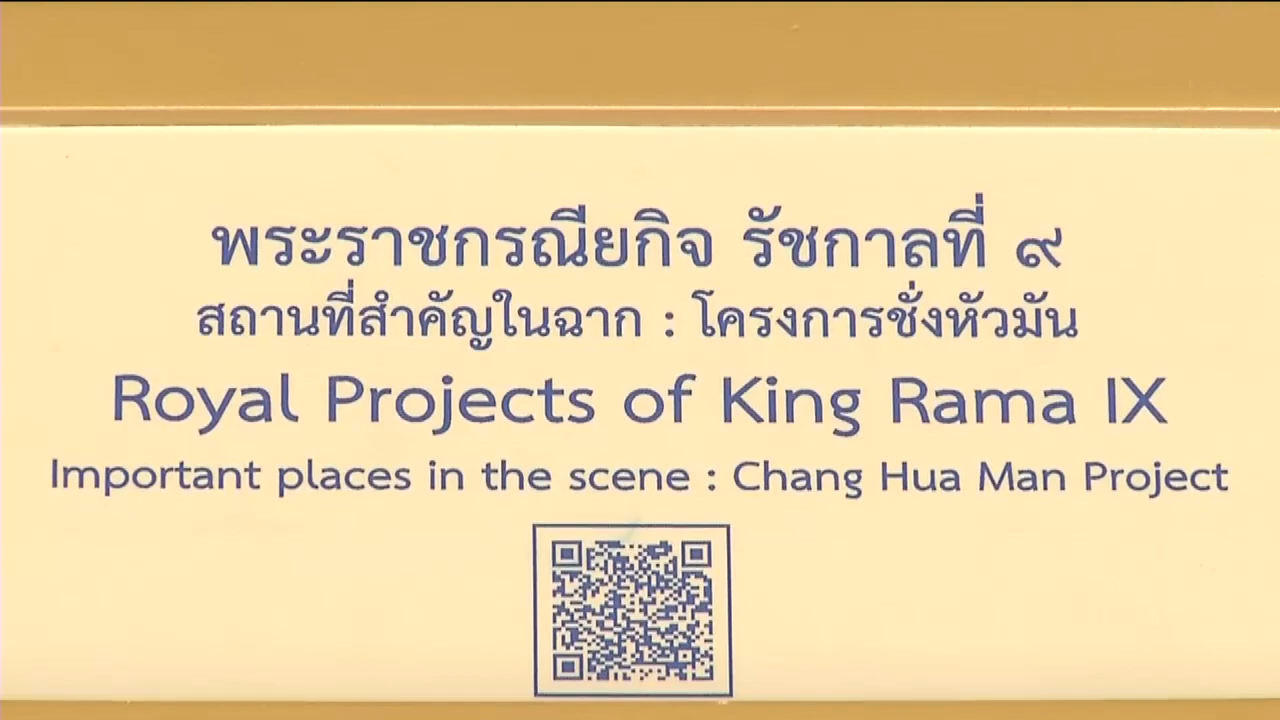 พระราชกรณียกิจ รัชกาลที่ ๙
สถานที่สำคัญในฉาก : โครงการชั่งหัวมัน
Royal Projects of King Rama IX
Important places in the scene : Chang Hua Man Project